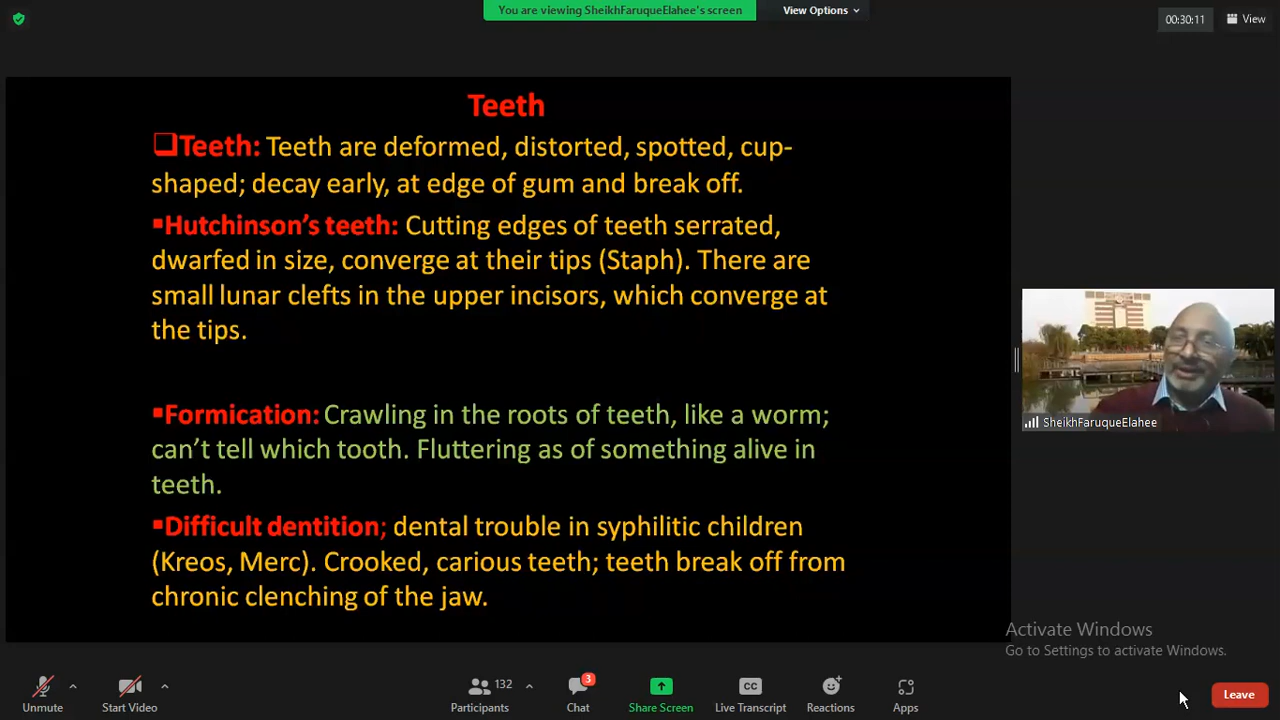 You are viewing SheikhFaruqueElahee's screen
View Options
00:30:11
View
Teeth
❑Teeth: Teeth are deformed, distorted, spotted, cup-
shaped; decay early, at edge of gum and break off.
▪Hutchinson’s teeth: Cutting edges of teeth serrated,
dwarfed in size, converge at their tips (Staph). There are
small lunar clefts in the upper incisors, which converge at
the tips.
▪Formication: Crawling in the roots of teeth, like a worm;
can’t tell which tooth. Fluttering as of something alive in
teeth.
▪Difficult dentition; dental trouble in syphilitic children
(Kreos, Merc). Crooked, carious teeth; teeth break off from
chronic clenching of the jaw.
SheikhFaruqueElahee
Activate Windows
Go to Settings to activate Windows.
Unmute
Start Video
132
Participants
3
Chat
Share Screen
CC
Live Transcript
Reactions
Apps
Leave